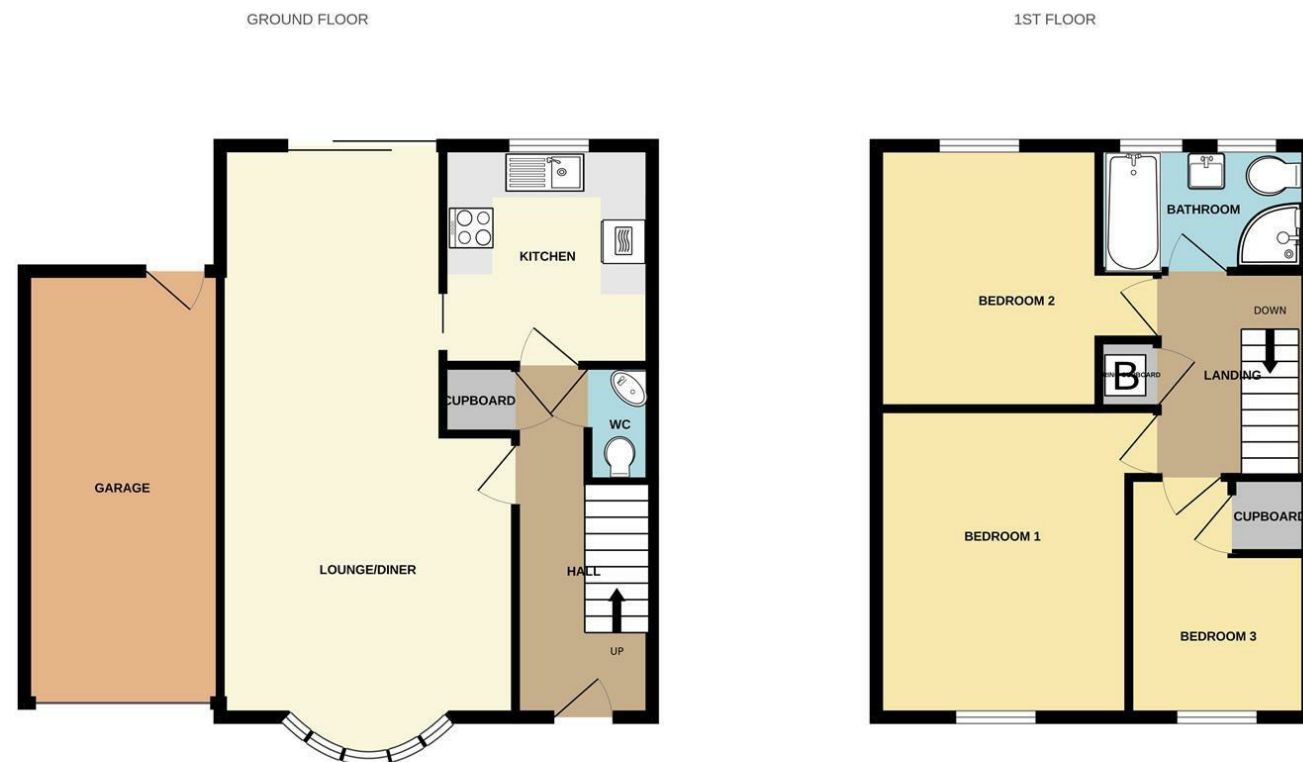 GROUND FLOOR
1ST FLOOR
KITCHEN
CUPBOARD
WC
GARAGE
LOUNGE/DINER
HALL
UP
BATHROOM
BEDROOM 2
DOWN
B
LANDING
BEDROOM 1
CUPBOARD
BEDROOM 3